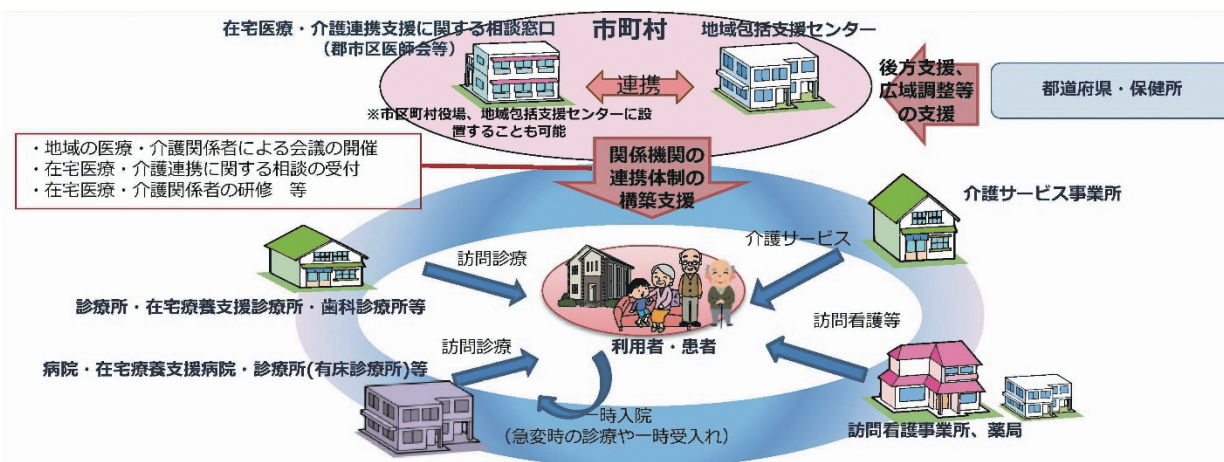 在宅医療・介護連携支援に関する相談窓口
(郡市区医師会等)
市町村
地域包括支援センター
連携
※市区町村役場、地域包括支援センターに設
置することも可能
後方支援、
広域調整等
の支援
都道府県・保健所
・地域の医療・介護関係者による会議の開催
・在宅医療・介護連携に関する相談の受付
・在宅医療・介護関係者の研修 等
関係機関の
連携体制の
構築支援
介護サービス事業所
介護サービス
訪問診療
診療所・在宅療養支援診療所・歯科診療所等
利用者・患者
訪問看護等
訪問診療
病院・在宅療養支援病院・診療所(有床診療所)等
一時入院
(急変時の診療や一時受入れ)
訪問看護事業所、薬局